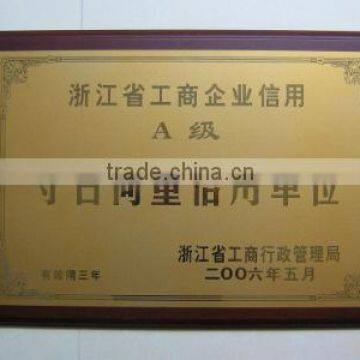 浙江省工商企业信用
A 级
trade.china.cn
守合同重信用单位
浙江省工商行政管理局
有效期三年
二〇〇六年五月